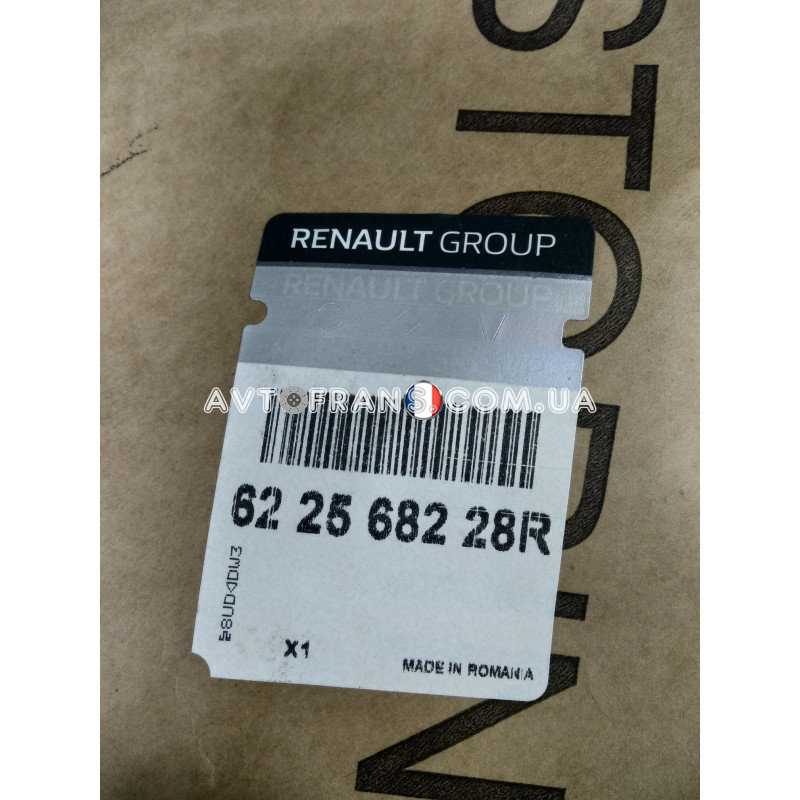 RENAULT GROUP
RENAULT GROUP
AVTOFRANS.COM.UA
62 25 682 28R
X1
MADE IN ROMANIA